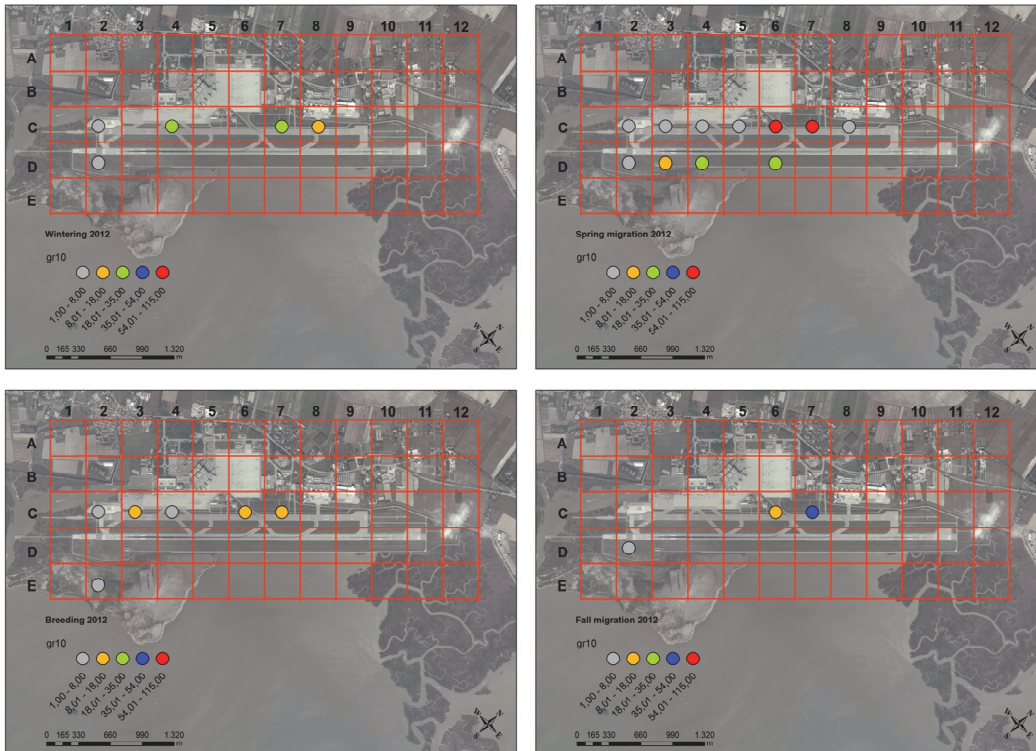 1 2 3 4 5 6 7 8 9 10 11 12
A
B
C
D
E
Wintering 2012
gr10
1,00 - 8,00
8,01 - 18,00
18,01 - 35,00
35,01 - 54,00
54,01 - 115,00
0 165 330 660 990 1.320
m
N
E
S
W
1 2 3 4 5 6 7 8 9 10 11 12
A
B
C
D
E
Spring migration 2012
gr10
1,00 - 8,00
8,01 - 18,00
18,01 - 35,00
35,01 - 54,00
54,01 - 115,00
0 165 330 660 990 1.320
m
N
E
S
W
1 2 3 4 5 6 7 8 9 10 11 12
A
B
C
D
E
Breeding 2012
gr10
1,00 - 8,00
8,01 - 18,00
18,01 - 35,00
35,01 - 54,00
54,01 - 115,00
0 165 330 660 990 1.320
m
N
E
S
W
1 2 3 4 5 6 7 8 9 10 11 12
A
B
C
D
E
Fall migration 2012
gr10
1,00 - 8,00
8,01 - 18,00
18,01 - 35,00
35,01 - 54,00
54,01 - 115,00
0 165 330 660 990 1.320
m
N
E
S
W